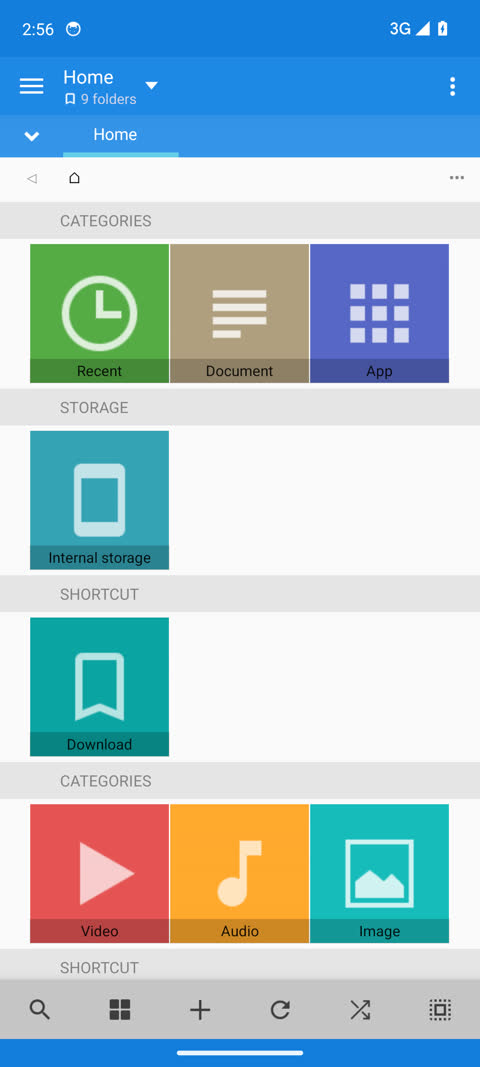 2:56
3G
Home
9 folders
Home
CATEGORIES
Recent
Document
App
STORAGE
Internal storage
SHORTCUT
Download
CATEGORIES
Video
Audio
Image
SHORTCUT